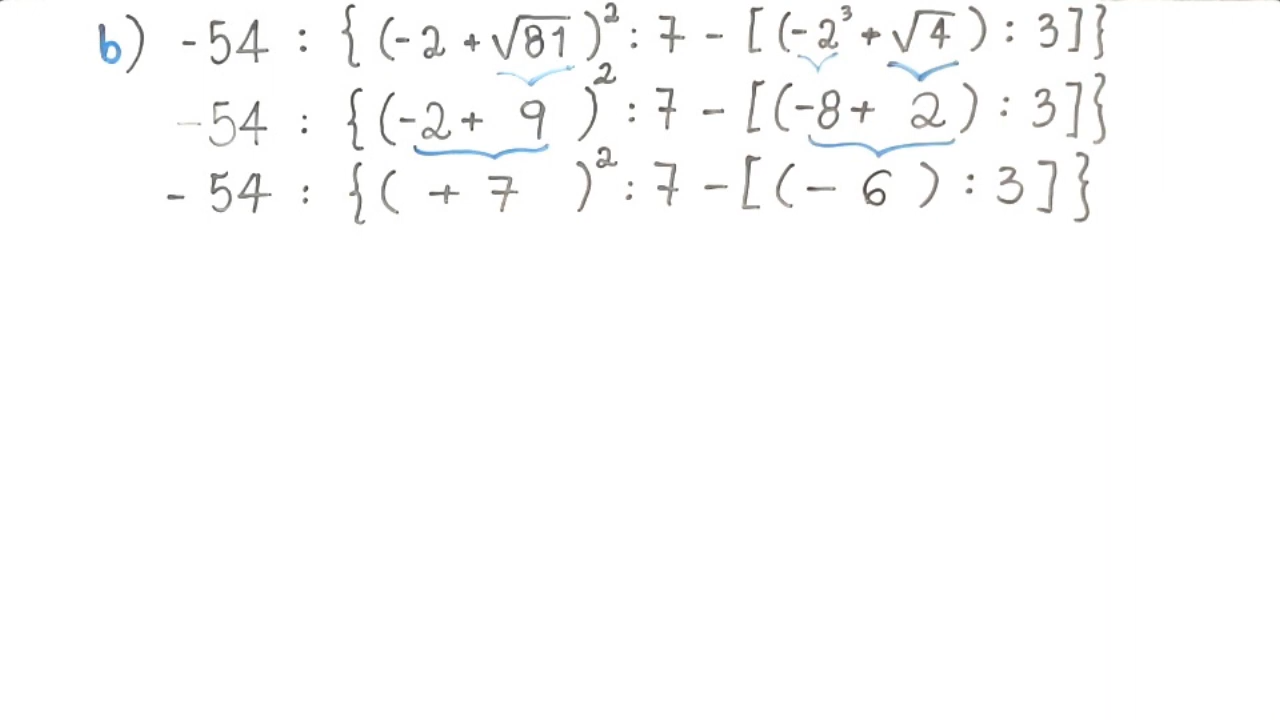 b) -54 : {(-2 + √81)² : 7 - [(-2³ + √4) : 3]}
-54 : {(-2 + 9)² : 7 - [(-8 + 2) : 3]}
-54 : {( + 7 )² : 7 - [( - 6 ) : 3]}